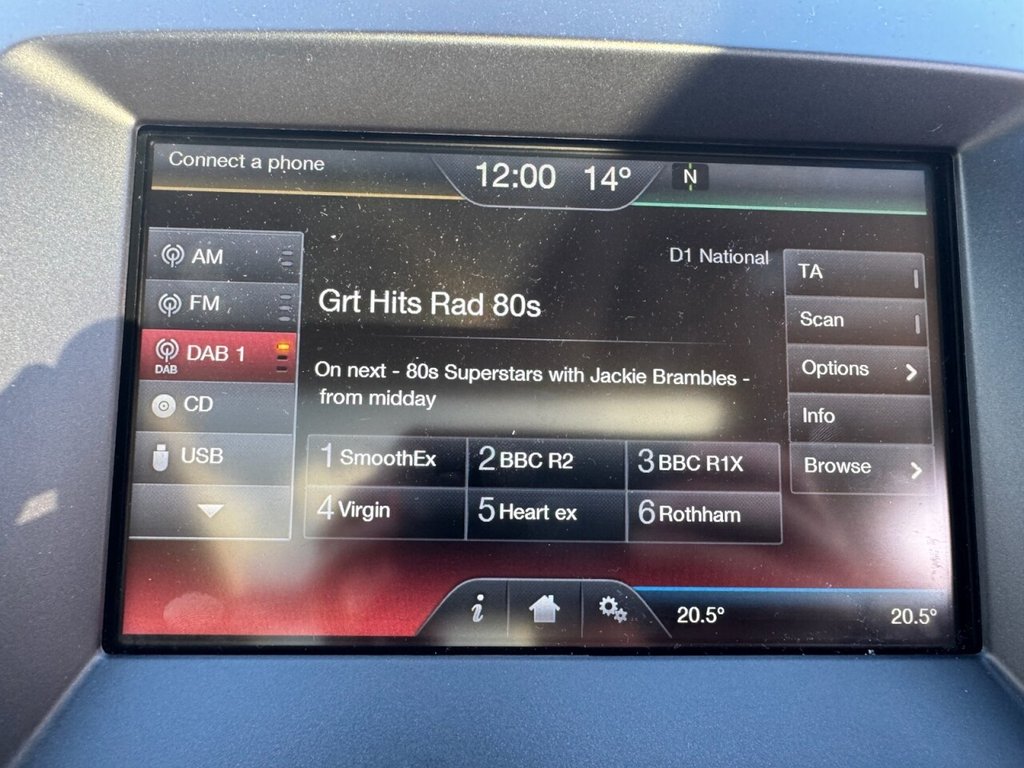 Connect a phone
12:00 14° N
D1 National
AM
FM
DAB DAB 1
CD
USB
Grt Hits Rad 80s
On next - 80s Superstars with Jackie Brambles -
from midday
1 SmoothEx 2 BBC R2 3 BBC R1X
4 Virgin 5 Heart ex 6 Rothham
TA
Scan
Options
Info
Browse
i 20.5° 20.5°